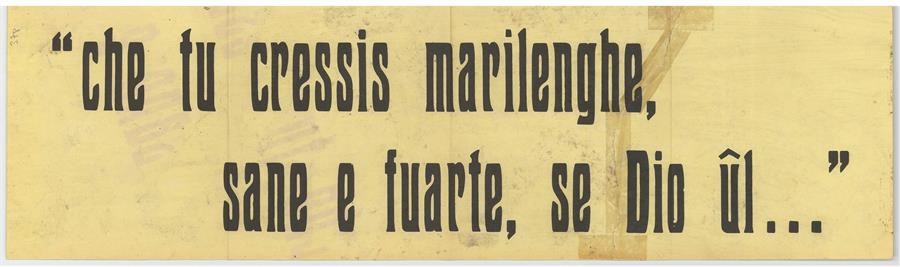 “che tu cressis marilenghe,
sane e fuarte, se Dio ûl...”